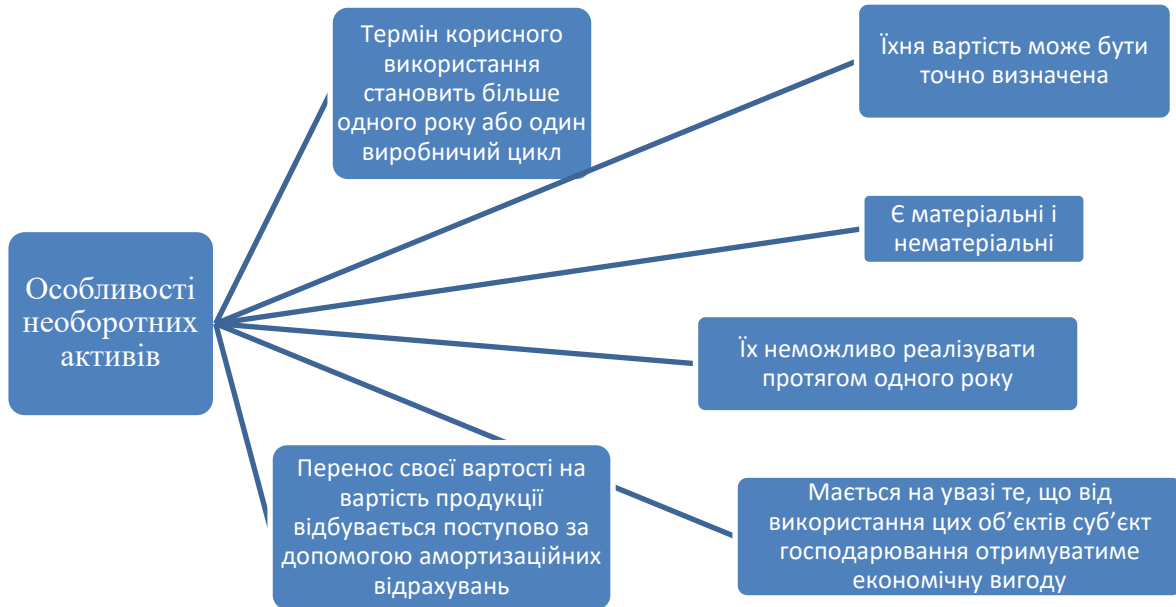 Особливості
необоротних
активів
Термін корисного
використання
становить більше
одного року або один
виробничий цикл
Їхня вартість може бути
точно визначена
Є матеріальні і
нематеріальні
Їх неможливо реалізувати
протягом одного року
Мається на увазі те, що від
використання цих об’єктів суб’єкт
господарювання отримуватиме
економічну вигоду
Перенос своєї вартості на
вартість продукції
відбувається поступово за
допомогою амортизаційних
відрахувань